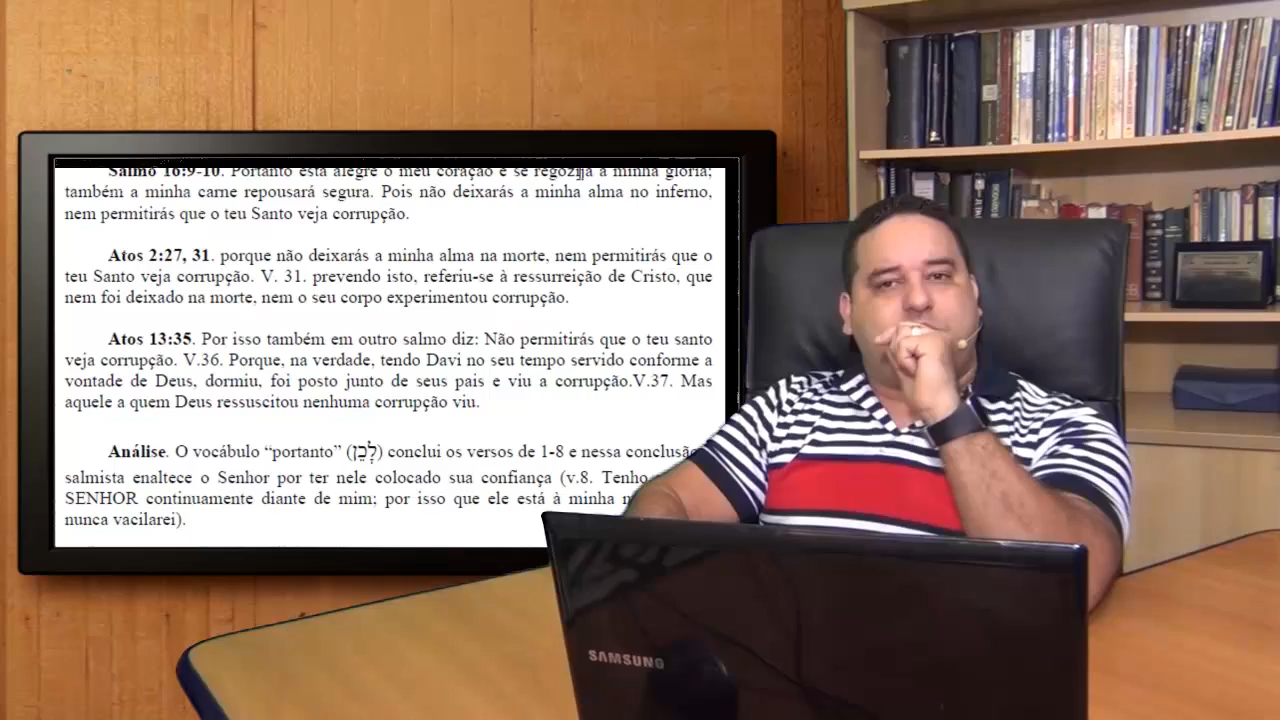 Salmo 16:9-10. Portanto está alegre o meu coração e se regozija a minha glória;
também a minha carne repousará segura. Pois não deixarás a minha alma no inferno,
nem permitirás que o teu Santo veja corrupção.
Atos 2:27, 31. porque não deixarás a minha alma na morte, nem permitirás que o
teu Santo veja corrupção. V. 31. prevendo isto, referiu-se à ressurreição de Cristo, que
nem foi deixado na morte, nem o seu corpo experimentou corrupção.
Atos 13:35. Por isso também em outro salmo diz: Não permitirás que o teu santo
veja corrupção. V.36. Porque, na verdade, tendo Davi no seu tempo servido conforme a
vontade de Deus, dormiu, foi posto junto de seus pais e viu a corrupção.V.37. Mas
aquele a quem Deus ressuscitou nenhuma corrupção viu.
Análise. O vocábulo “portanto” (לָכֵן) conclui os versos de 1-8 e nessa conclusão
salmista enaltece o Senhor por ter nele colocado sua confiança (v.8. Tenho
SENHOR continuamente diante de mim; por isso que ele está à minha
nunca vacilarei).
SAMSUNG